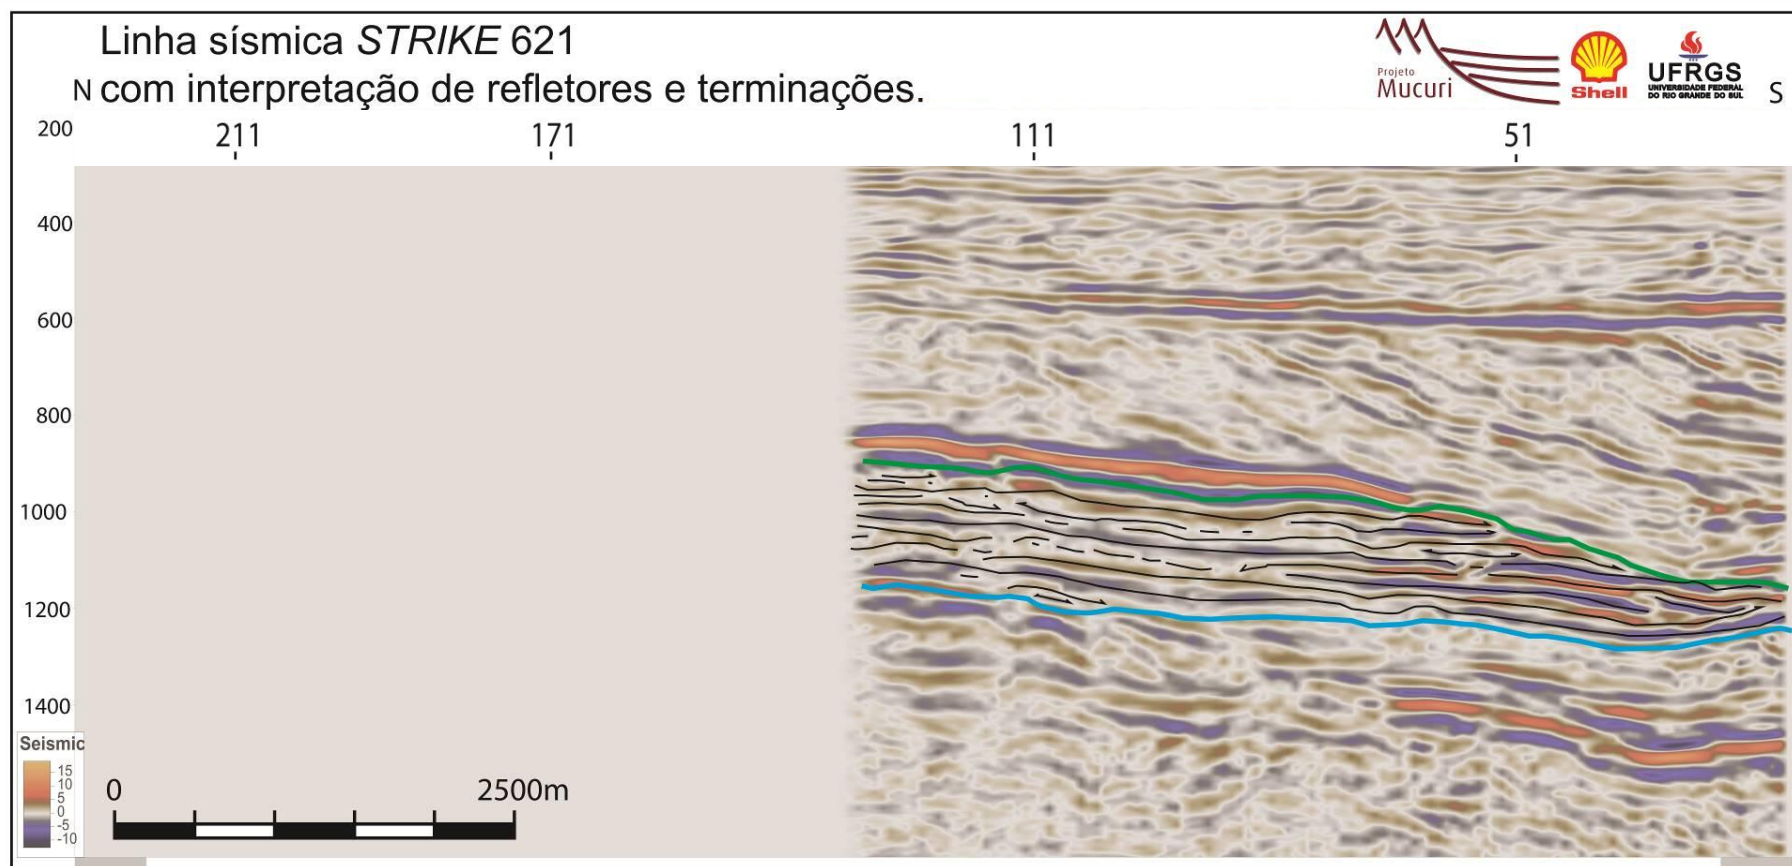 Linha sísmica STRIKE 621
N com interpretação de refletores e terminações.
Projeto
Mucuri
Shell
UFRGS
UNIVERSIDADE FEDERAL
DO RIO GRANDE DO SUL
S
211 171 111 51
200
400
600
800
1000
1200
1400
Seismic
15
10
5
0
-5
-10
0 2500m